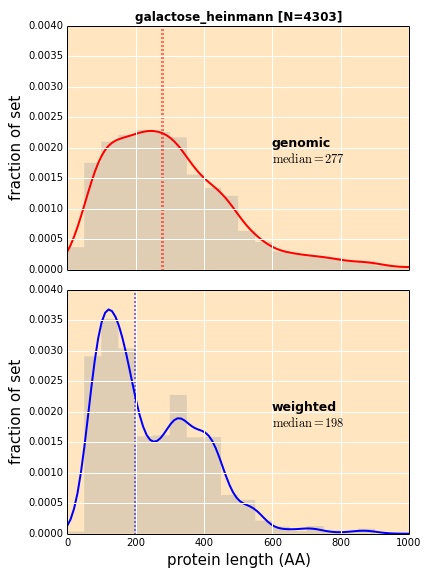 galactose_heinmann [N=4303]
0.0040
0.0035
0.0030
0.0025
0.0020
0.0015
0.0010
0.0005
0.0000
fraction of set
genomic
median = 277
0.0040
0.0035
0.0030
0.0025
0.0020
0.0015
0.0010
0.0005
0.0000
fraction of set
weighted
median = 198
0 200 400 600 800 1000
protein length (AA)